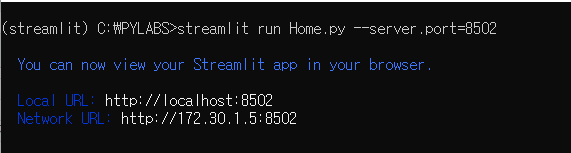 (streamlit) C:₩PYLABS>streamlit run Home.py --server.port=8502
You can now view your Streamlit app in your browser.
Local URL: http://localhost:8502
Network URL: http://172.30.1.5:8502